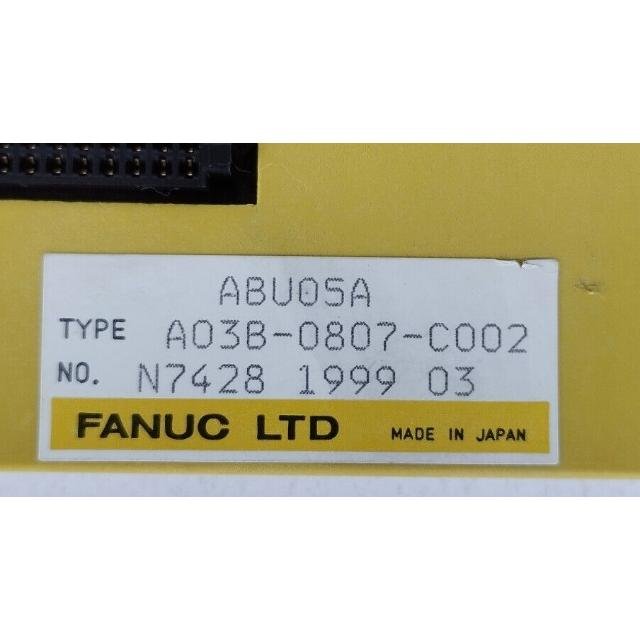 ABU05A
TYPE A03B-0807-C002
NO. N7428 1999 03
FANUC LTD MADE IN JAPAN